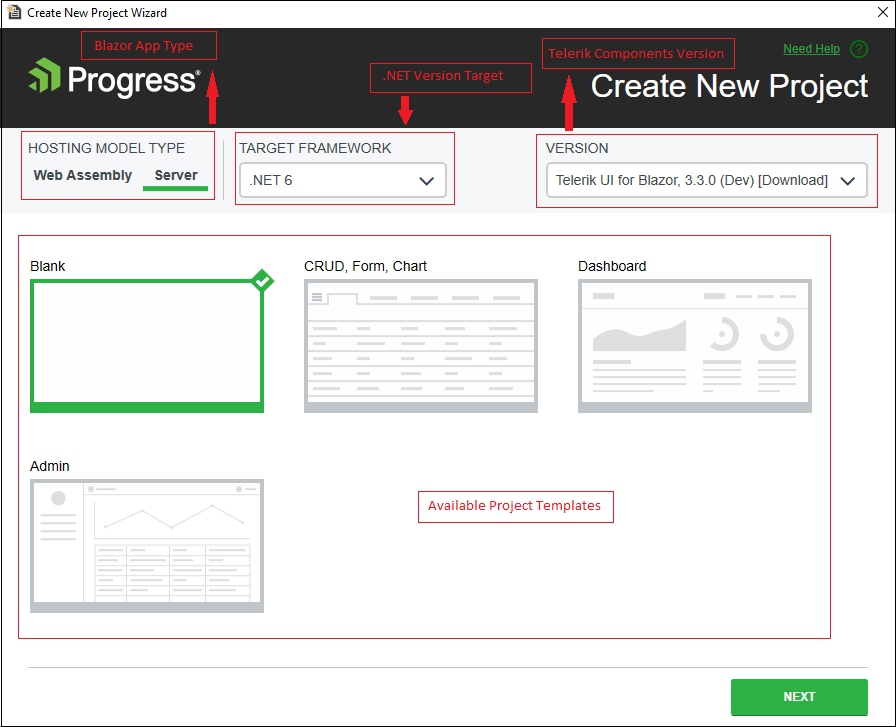 Create New Project Wizard
Blazor App Type
.NET Version Target
Telerik Components Version
Need Help ?
Progress®
Create New Project
HOSTING MODEL TYPE
TARGET FRAMEWORK
VERSION
Web Assembly Server
.NET 6
Telerik UI for Blazor, 3.3.0 (Dev) [Download]
Blank
CRUD, Form, Chart
Dashboard
Admin
Available Project Templates
NEXT